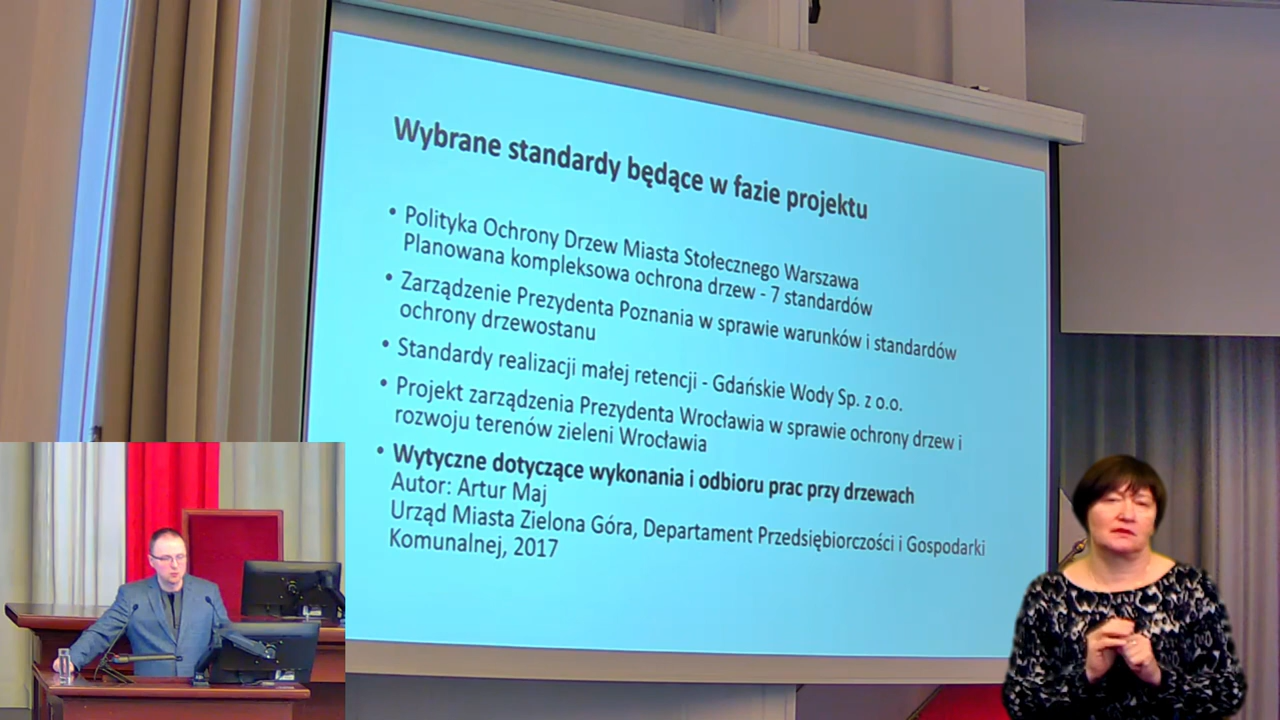 Wybrane standardy będące w fazie projektu
• Polityka Ochrony Drzew Miasta Stołecznego Warszawa
Planowana kompleksowa ochrona drzew - 7 standardów
• Zarządzenie Prezydenta Poznania w sprawie warunków i standardów
ochrony drzewostanu
• Standardy realizacji małej retencji - Gdańskie Wody Sp. z o.o.
• Projekt zarządzenia Prezydenta Wrocławia w sprawie ochrony drzew i
rozwoju terenów zieleni Wrocławia
• Wytyczne dotyczące wykonania i odbioru prac przy drzewach
Autor: Artur Maj
Urząd Miasta Zielona Góra, Departament Przedsiębiorczości i Gospodarki
Komunalnej, 2017